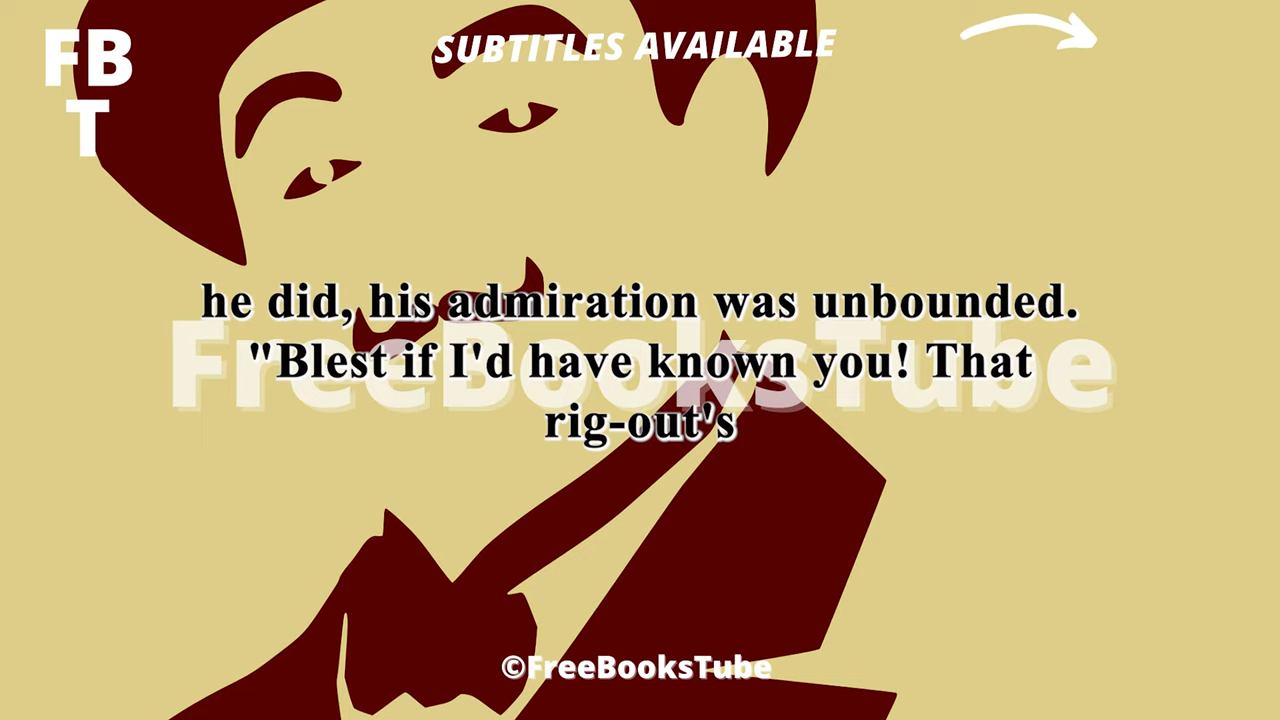 FB
T
SUBTITLES AVAILABLE
he did, his admiration was unbounded.
"Blest if I'd have known you! That
rig-out's
FreeBooksTube
©FreeBooksTube